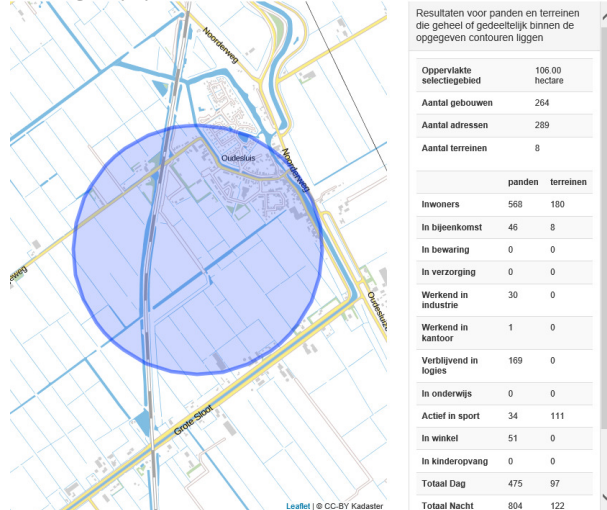 Noorderweg
Oudesluis
Noorderweg
eweg
Oudesluize
Grote Sloot
Leaflet | © CC-BY Kadaster
Resultaten voor panden en terreinen
die geheel of gedeeltelijk binnen de
opgegeven contouren liggen
Oppervlakte selectiegebied 106.00 hectare
Aantal gebouwen 264
Aantal adressen 289
Aantal terreinen 8
panden terreinen
Inwoners 568 180
In bijeenkomst 46 8
In bewaring 0 0
In verzorging 0 0
Werkend in industrie 30 0
Werkend in kantoor 1 0
Verblijvend in logies 169 0
In onderwijs 0 0
Actief in sport 34 111
In winkel 51 0
In kinderopvang 0 0
Totaal Dag 475 97
Totaal Nacht 804 122